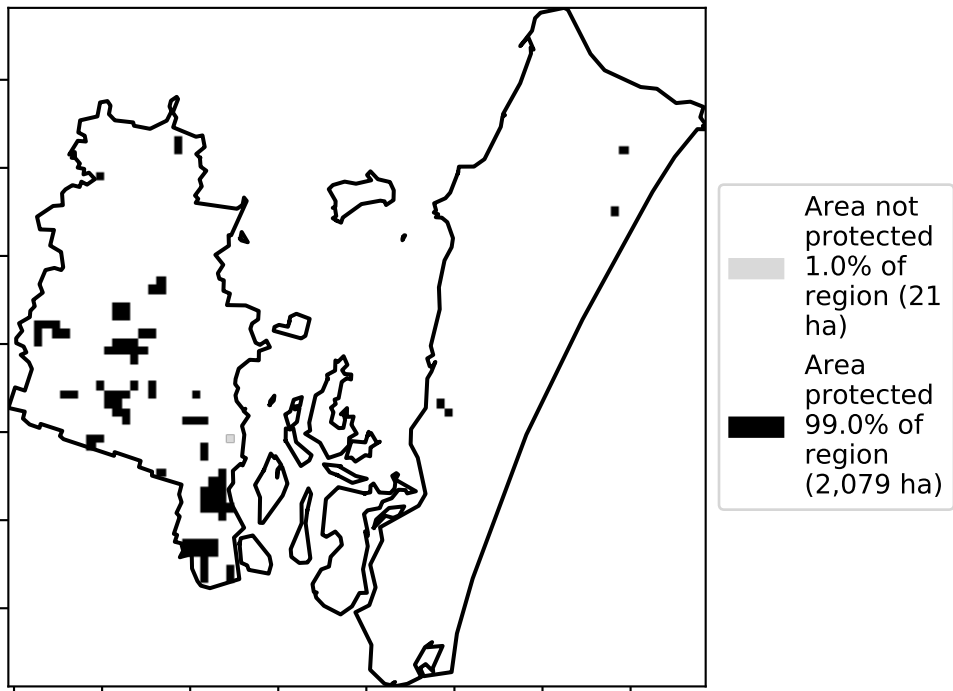 Area not
protected
1.0% of
region (21
ha)
Area
protected
99.0% of
region
(2,079 ha)